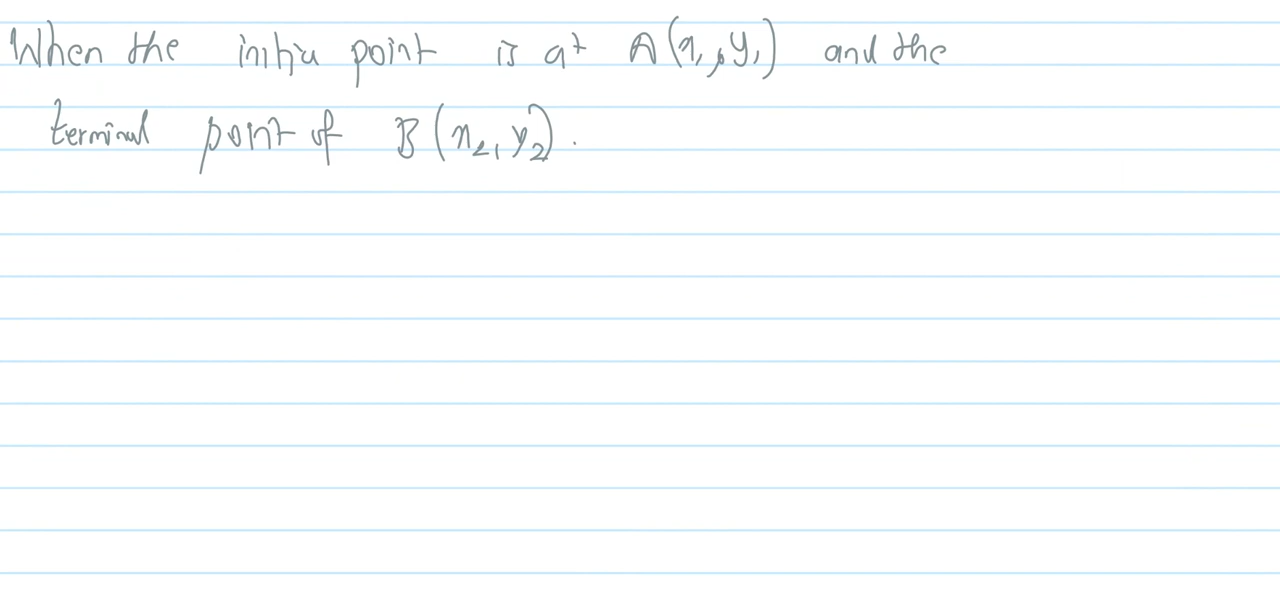 When the initia point is at A(x₁, y₁) and the
terminal point of B(x₂, y₂).